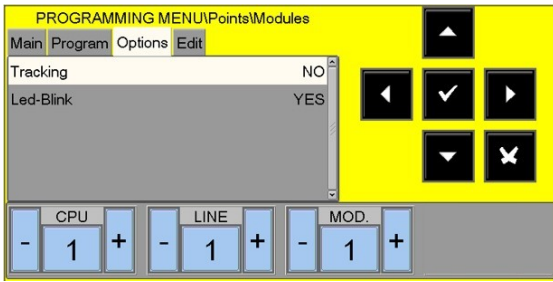 PROGRAMMING MENU\Points\Modules
Main Program Options Edit
Tracking NO
Led-Blink YES
CPU LINE MOD.
- 1 + - 1 + - 1 +